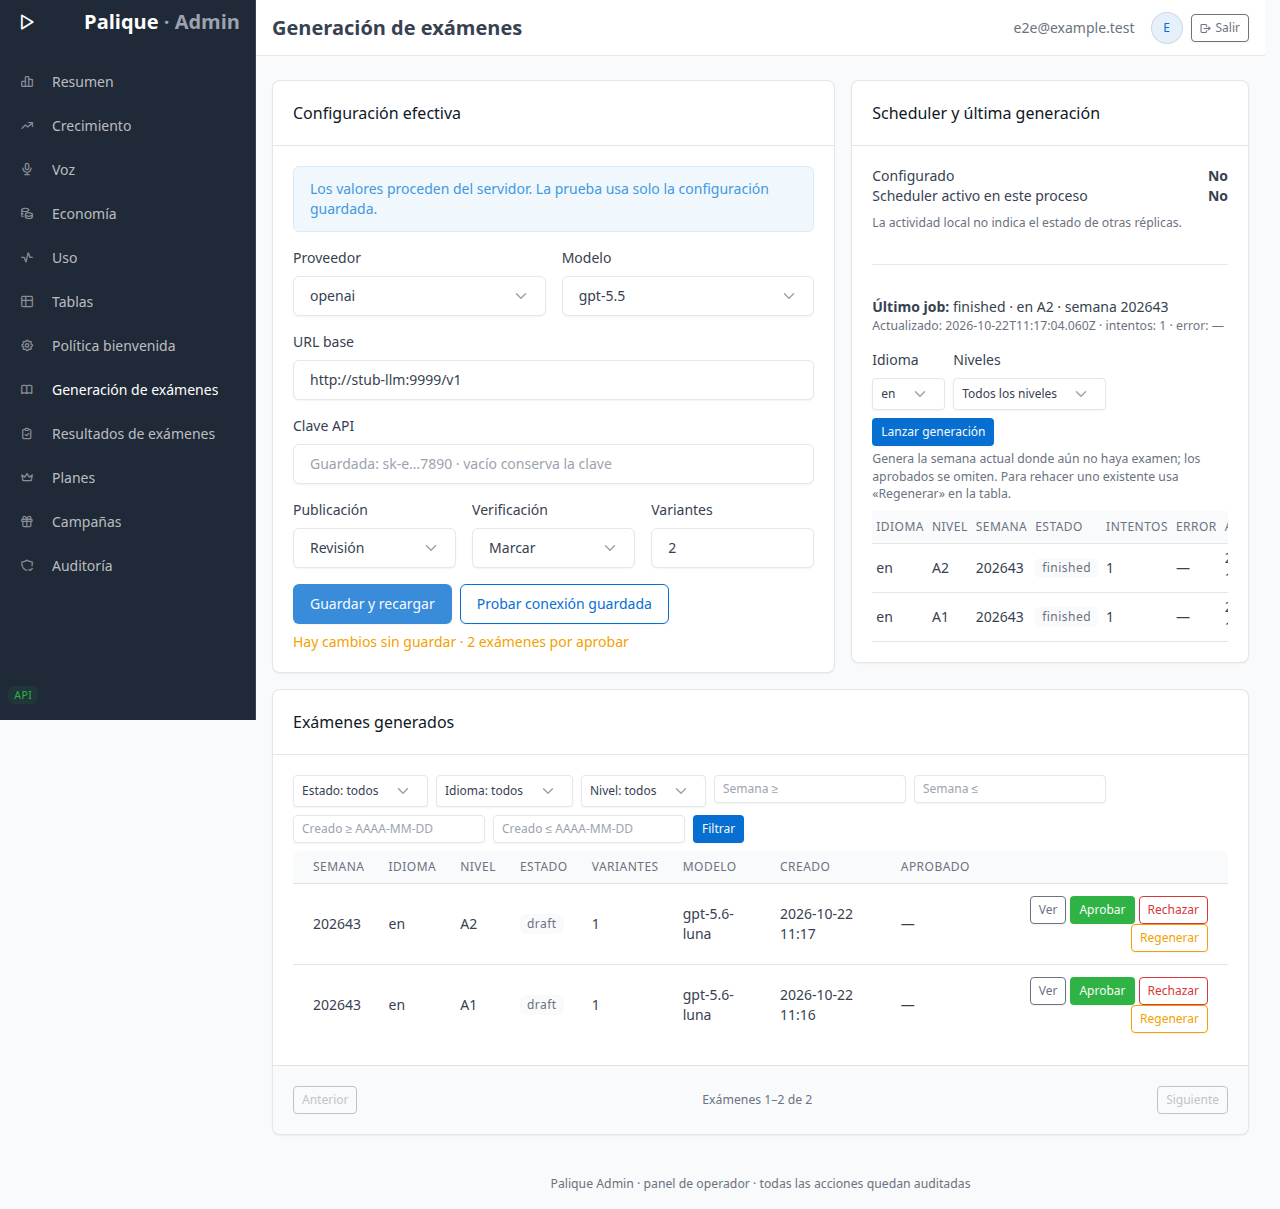 Palique · Admin
Resumen
Crecimiento
Voz
Economía
Uso
Tablas
Política bienvenida
Generación de exámenes
Resultados de exámenes
Planes
Campañas
Auditoría
API
Generación de exámenes
e2e@example.test
E
Salir
Configuración efectiva
Los valores proceden del servidor. La prueba usa solo la configuración
guardada.
Proveedor
Modelo
openai
gpt-5.5
URL base
http://stub-llm:9999/v1
Clave API
Guardada: sk-e...7890 · vacío conserva la clave
Publicación
Verificación
Variantes
Revisión
Marcar
2
Guardar y recargar
Probar conexión guardada
Hay cambios sin guardar · 2 exámenes por aprobar
Scheduler y última generación
Configurado No
Scheduler activo en este proceso No
La actividad local no indica el estado de otras réplicas.
Último job: finished · en A2 · semana 202643
Actualizado: 2026-10-22T11:17:04.060Z · intentos: 1 · error: —
Idioma
Niveles
en
Todos los niveles
Lanzar generación
Genera la semana actual donde aún no haya examen; los
aprobados se omiten. Para rehacer uno existente usa
«Regenerar» en la tabla.
IDIOMA NIVEL SEMANA ESTADO INTENTOS ERROR
en A2 202643 finished 1 —
en A1 202643 finished 1 —
Exámenes generados
Estado: todos
Idioma: todos
Nivel: todos
Semana ≥
Semana ≤
Creado ≥ AAAA-MM-DD
Creado ≤ AAAA-MM-DD
Filtrar
SEMANA IDIOMA NIVEL ESTADO VARIANTES MODELO CREADO APROBADO
202643 en A2 draft 1 gpt-5.6-luna 2026-10-22 11:17 — Ver Aprobar Rechazar
Regenerar
202643 en A1 draft 1 gpt-5.6-luna 2026-10-22 11:16 — Ver Aprobar Rechazar
Regenerar
Anterior
Exámenes 1–2 de 2
Siguiente
Palique Admin · panel de operador · todas las acciones quedan auditadas